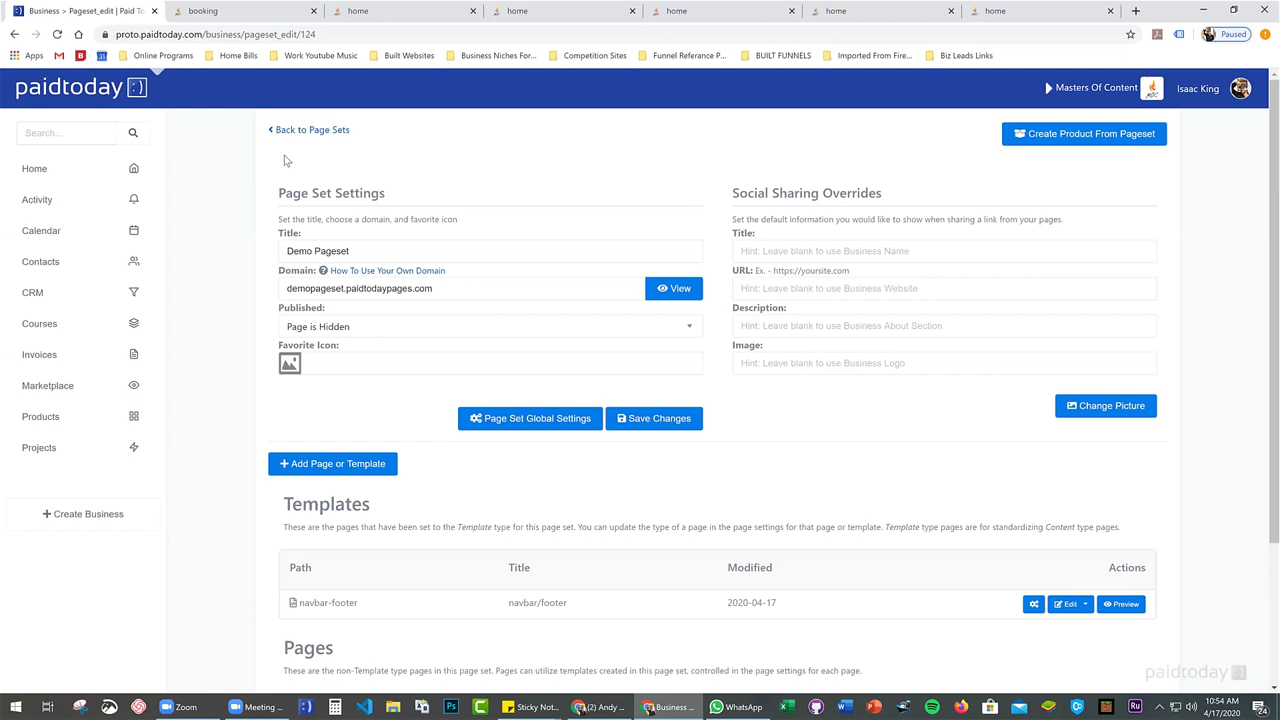 Business > Pageset_edit | Paid To
booking
home
home
home
home
home
proto.paidtoday.com/business/pageset_edit/124
Paused
Apps
Online Programs
Home Bills
Work Youtube Music
Built Websites
Business Niches For...
Competition Sites
Funnel Referance P...
BUILT FUNNELS
Imported From Fire...
Biz Leads Links
paidtoday :)
Masters Of Content
MOC
Isaac King
Search...
Home
Activity
Calendar
Contacts
CRM
Courses
Invoices
Marketplace
Products
Projects
+ Create Business
Back to Page Sets
Create Product From Pageset
Page Set Settings
Set the title, choose a domain, and favorite icon
Title:
Demo Pageset
Domain: ? How To Use Your Own Domain
demopageset.paidtodaypages.com
View
Published:
Page is Hidden
Favorite Icon:
Page Set Global Settings
Save Changes
Social Sharing Overrides
Set the default information you would like to show when sharing a link from your pages.
Title:
Hint: Leave blank to use Business Name
URL: Ex. - https://yoursite.com
Hint: Leave blank to use Business Website
Description:
Hint: Leave blank to use Business About Section
Image:
Hint: Leave blank to use Business Logo
Change Picture
+ Add Page or Template
Templates
These are the pages that have been set to the Template type for this page set. You can update the type of a page in the page settings for that page or template. Template type pages are for standardizing Content type pages.
Path Title Modified Actions
navbar-footer navbar/footer 2020-04-17 Edit Preview
Pages
These are the non-Template type pages in this page set. Pages can utilize templates created in this page set, controlled in the page settings for each page.
paidtoday :)
Zoom
Meeting ...
Sticky Not...
(2) Andy ...
Business ...
WhatsApp
10:54 AM
4/17/2020